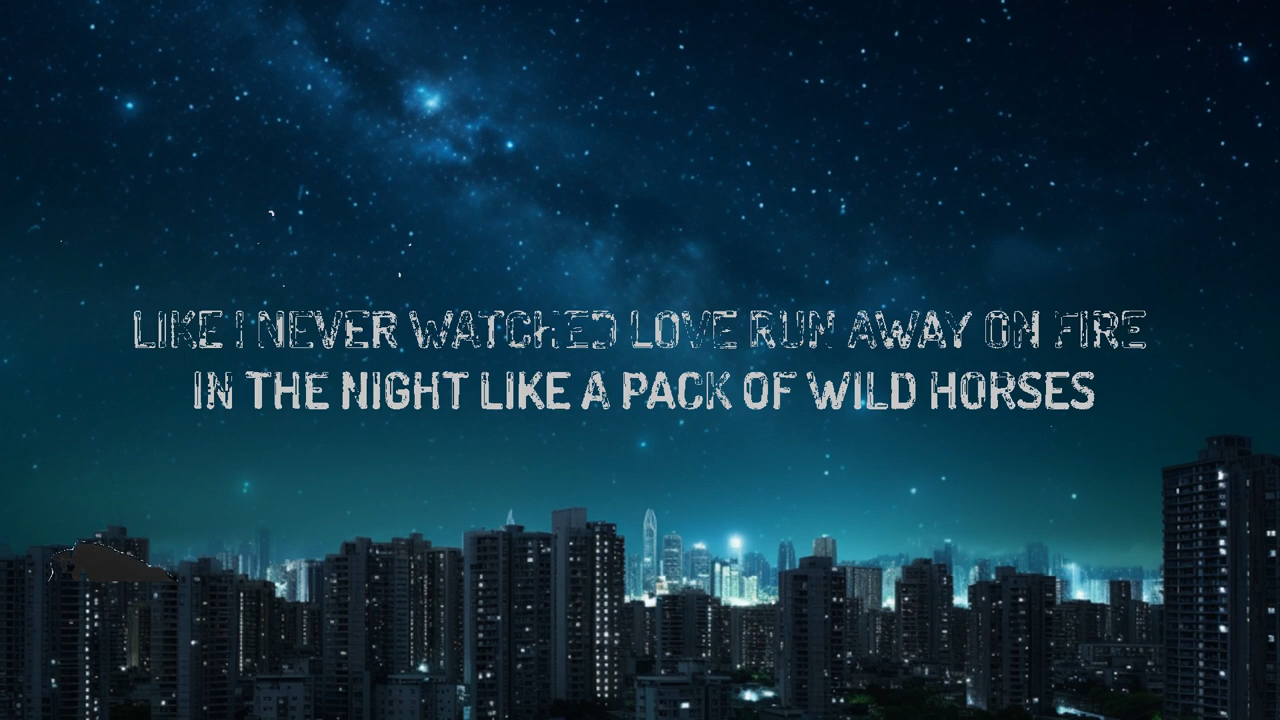 LIKE I NEVER WATCHED LOVE RUN AWAY ON FIRE
IN THE NIGHT LIKE A PACK OF WILD HORSES